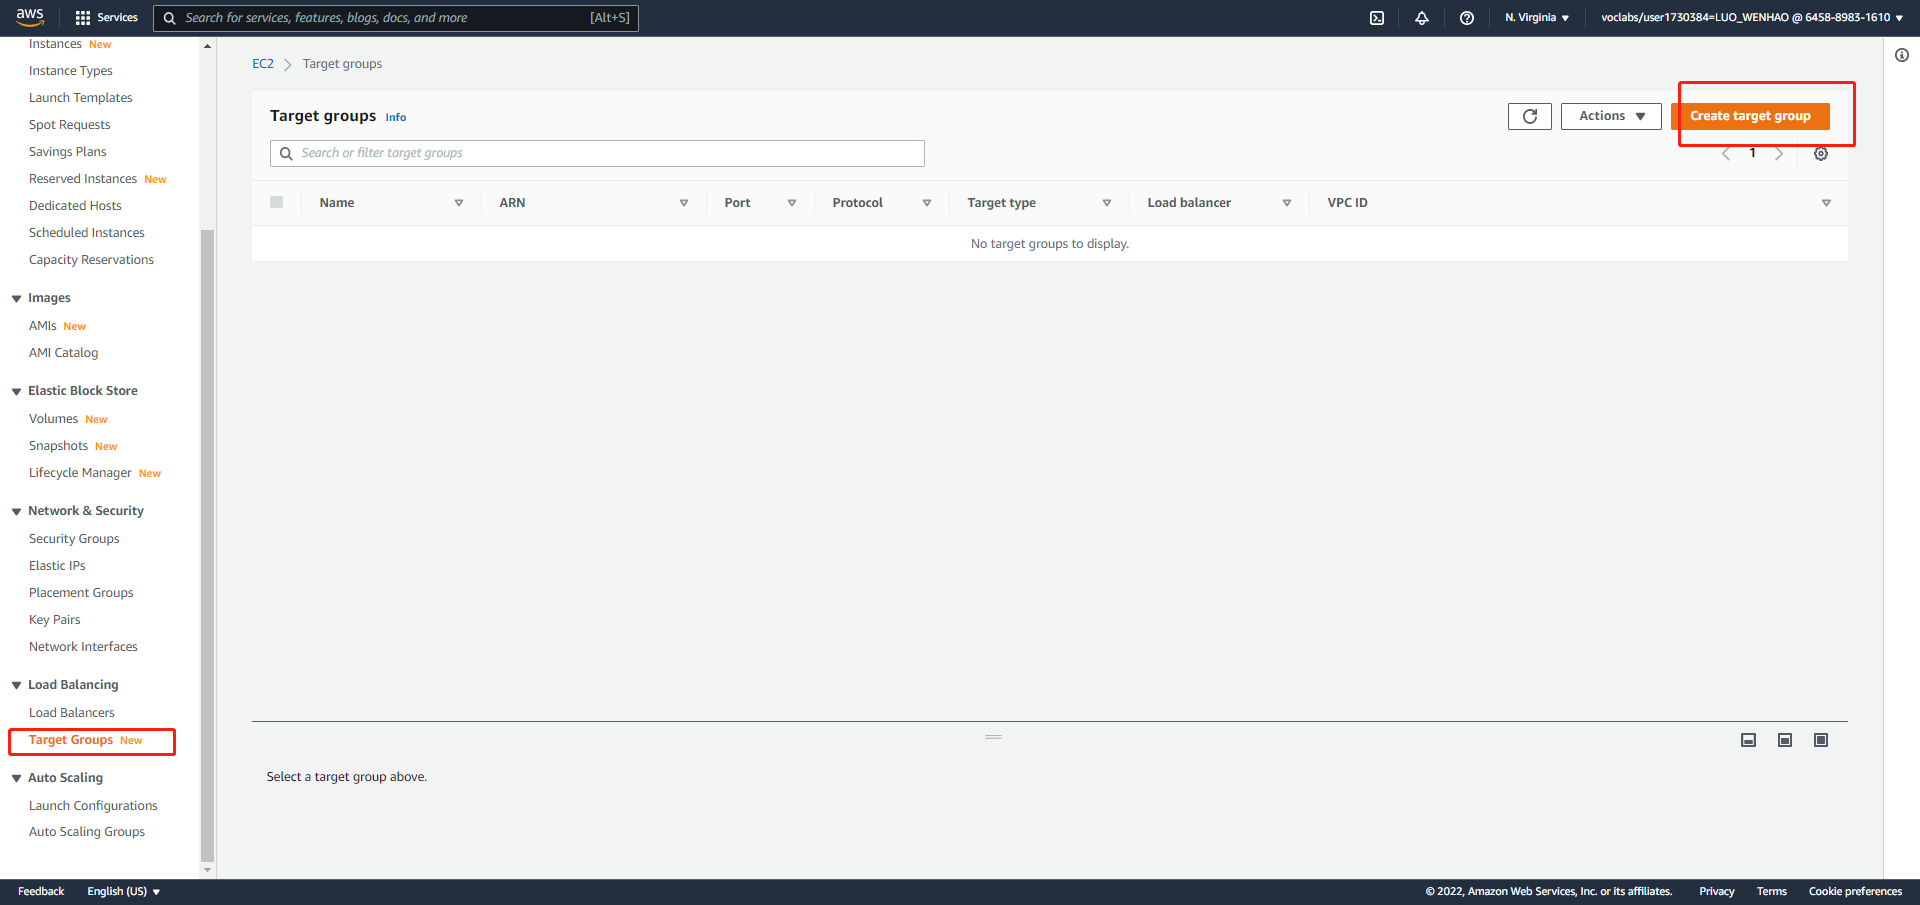 aws Services Search for services, features, blogs, docs, and more [Alt+S] N. Virginia voclabs/user1730384=LUO_WENHAO @ 6458-8983-1610
Instances New
Instance Types
Launch Templates
Spot Requests
Savings Plans
Reserved Instances New
Dedicated Hosts
Scheduled Instances
Capacity Reservations
Images
AMIs New
AMI Catalog
Elastic Block Store
Volumes New
Snapshots New
Lifecycle Manager New
Network & Security
Security Groups
Elastic IPs
Placement Groups
Key Pairs
Network Interfaces
Load Balancing
Load Balancers
Target Groups New
Auto Scaling
Launch Configurations
Auto Scaling Groups
EC2 Target groups
Target groups Info Actions Create target group
Search or filter target groups 1
Name ARN Port Protocol Target type Load balancer VPC ID
No target groups to display.
Select a target group above.
Feedback English (US) © 2022, Amazon Web Services, Inc. or its affiliates. Privacy Terms Cookie preferences